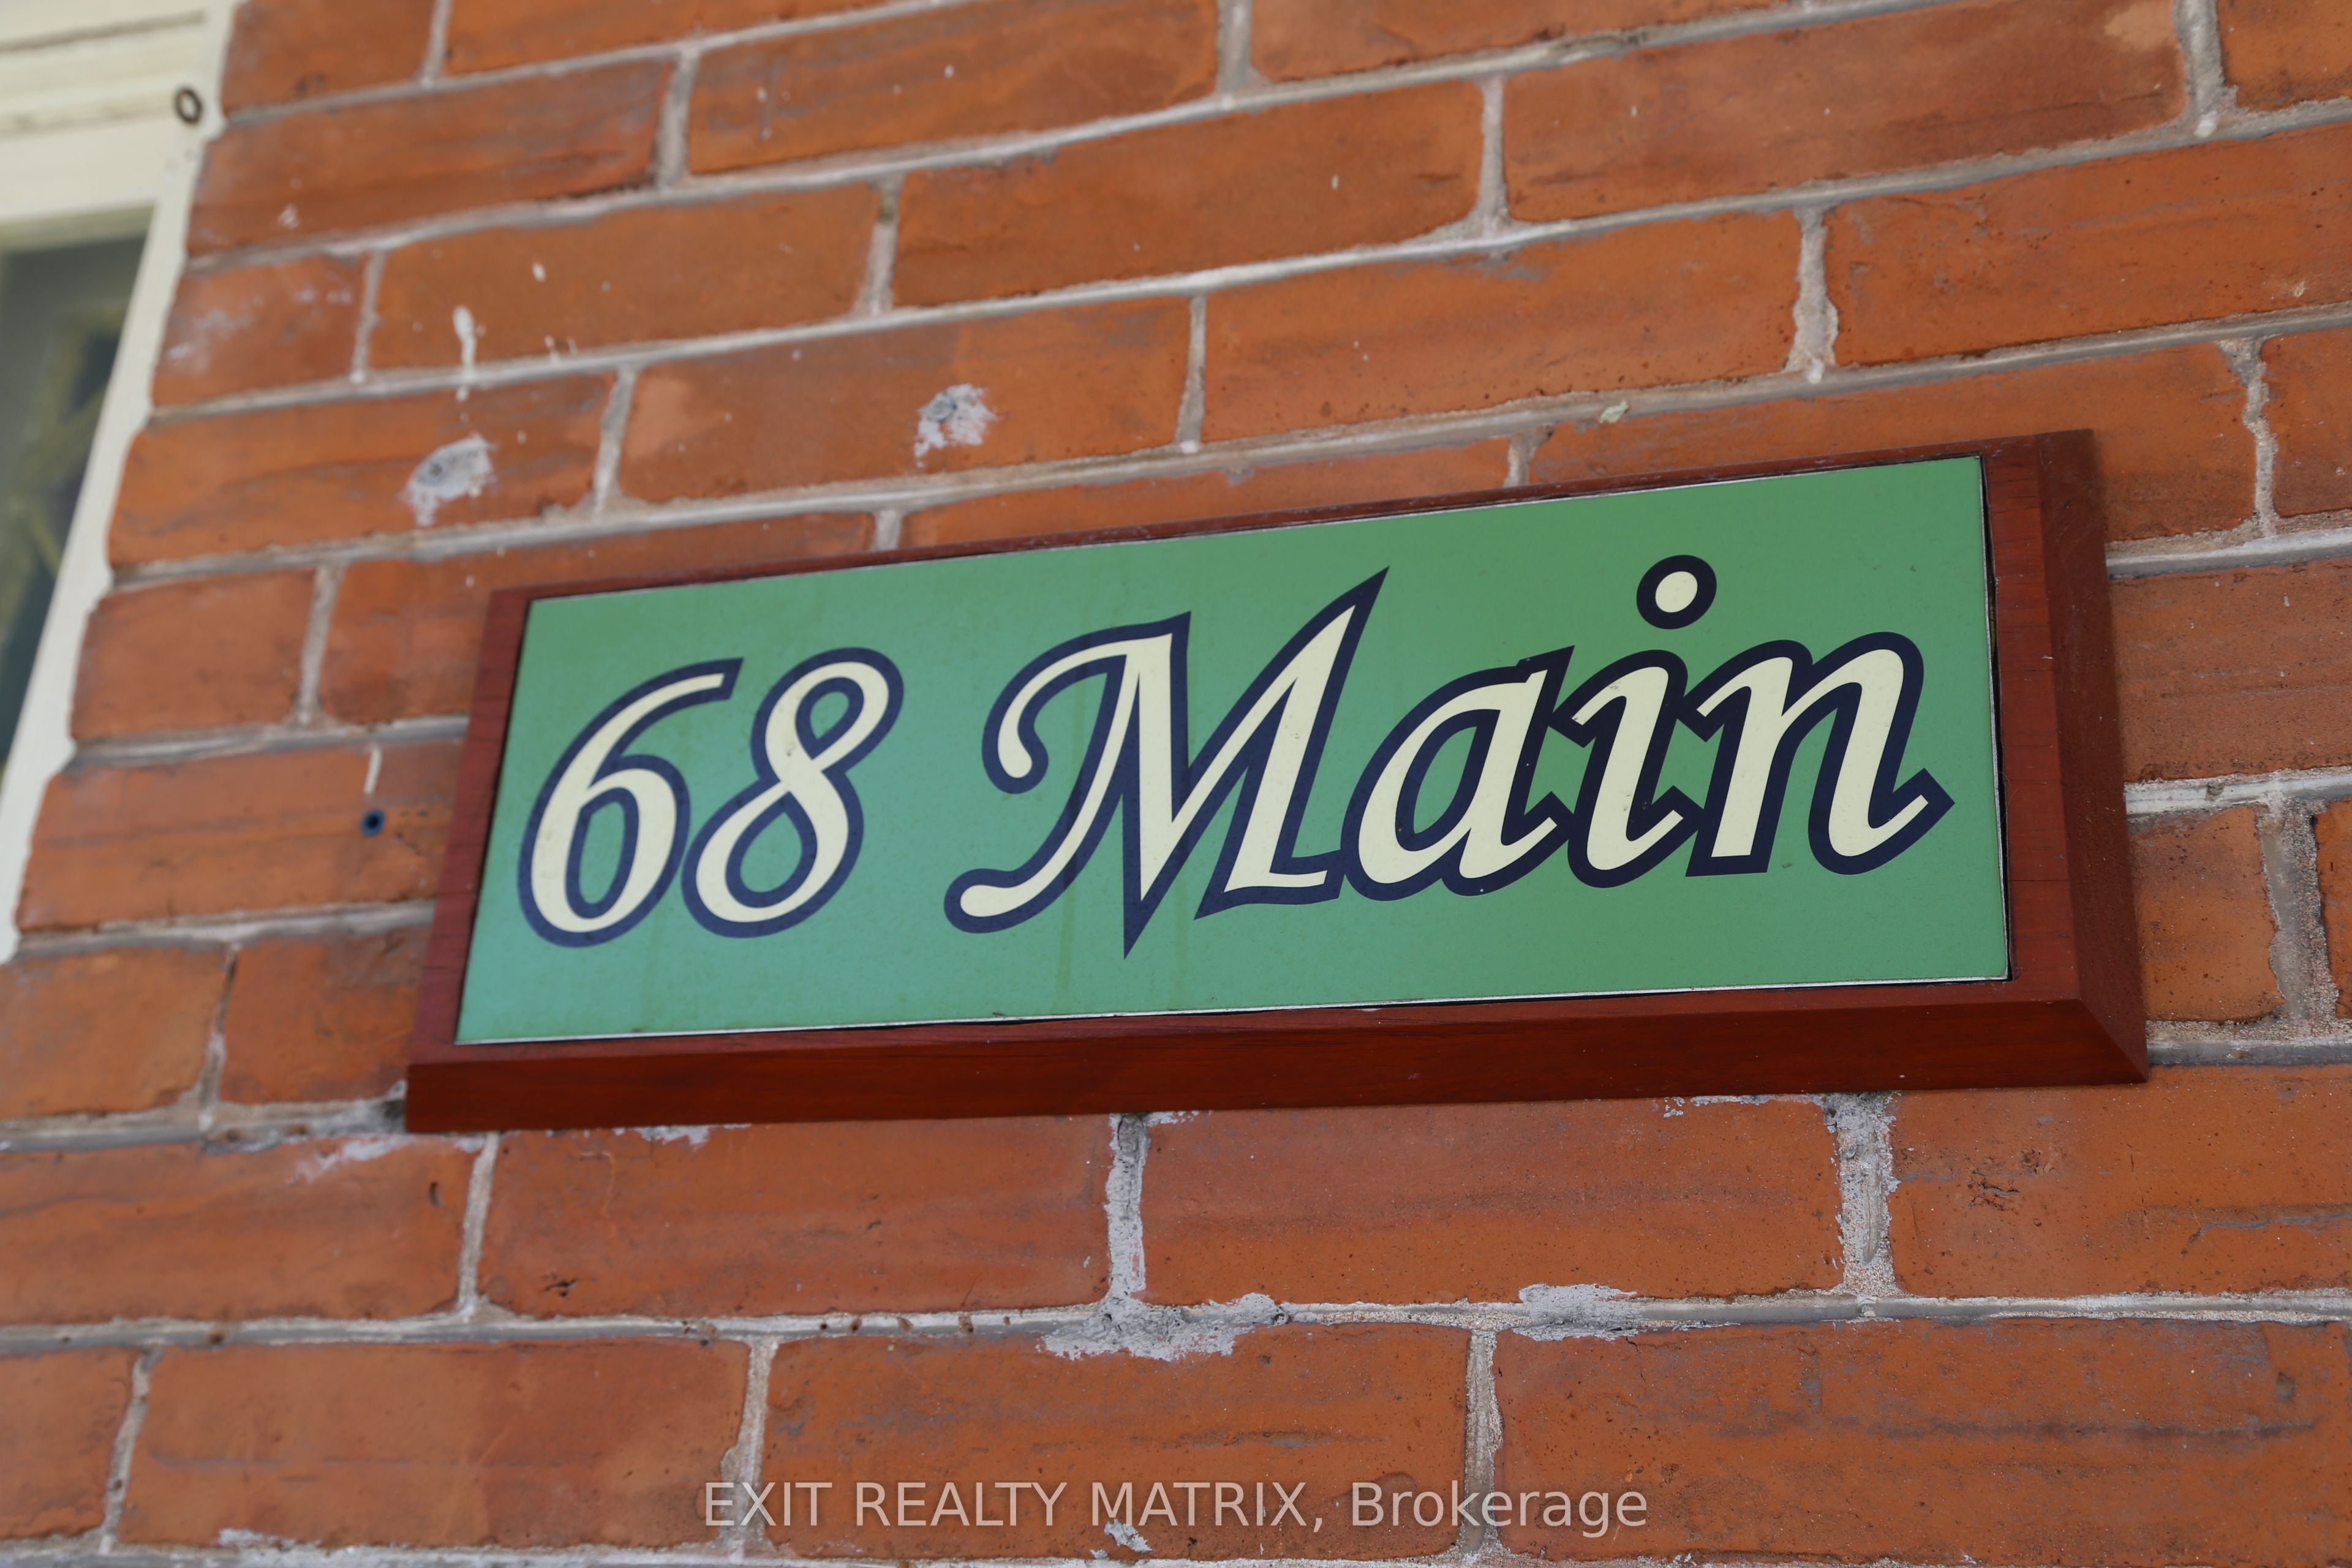 68 Main
EXIT REALTY MATRIX, Brokerage